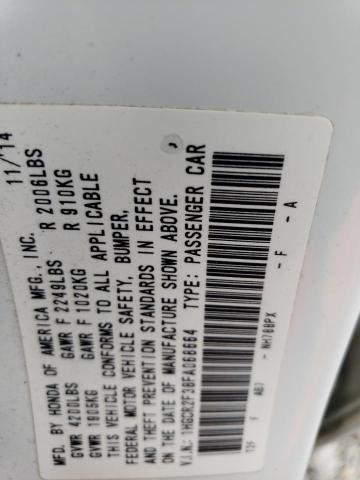 MFD. BY HONDA OF AMERICA MFG., INC. 11/14
GVWR 4200LBS GAWR F 2249LBS R 2006LBS
GVWR 1905KG GAWR F 1020KG R 910KG
THIS VEHICLE CONFORMS TO ALL APPLICABLE
FEDERAL MOTOR VEHICLE SAFETY, BUMPER,
AND THEFT PREVENTION STANDARDS IN EFFECT
ON THE DATE OF MANUFACTURE SHOWN ABOVE.
V.I.N.: 1HGCR2F38FA068664 TYPE: PASSENGER CAR
F - NH788PX - F - A